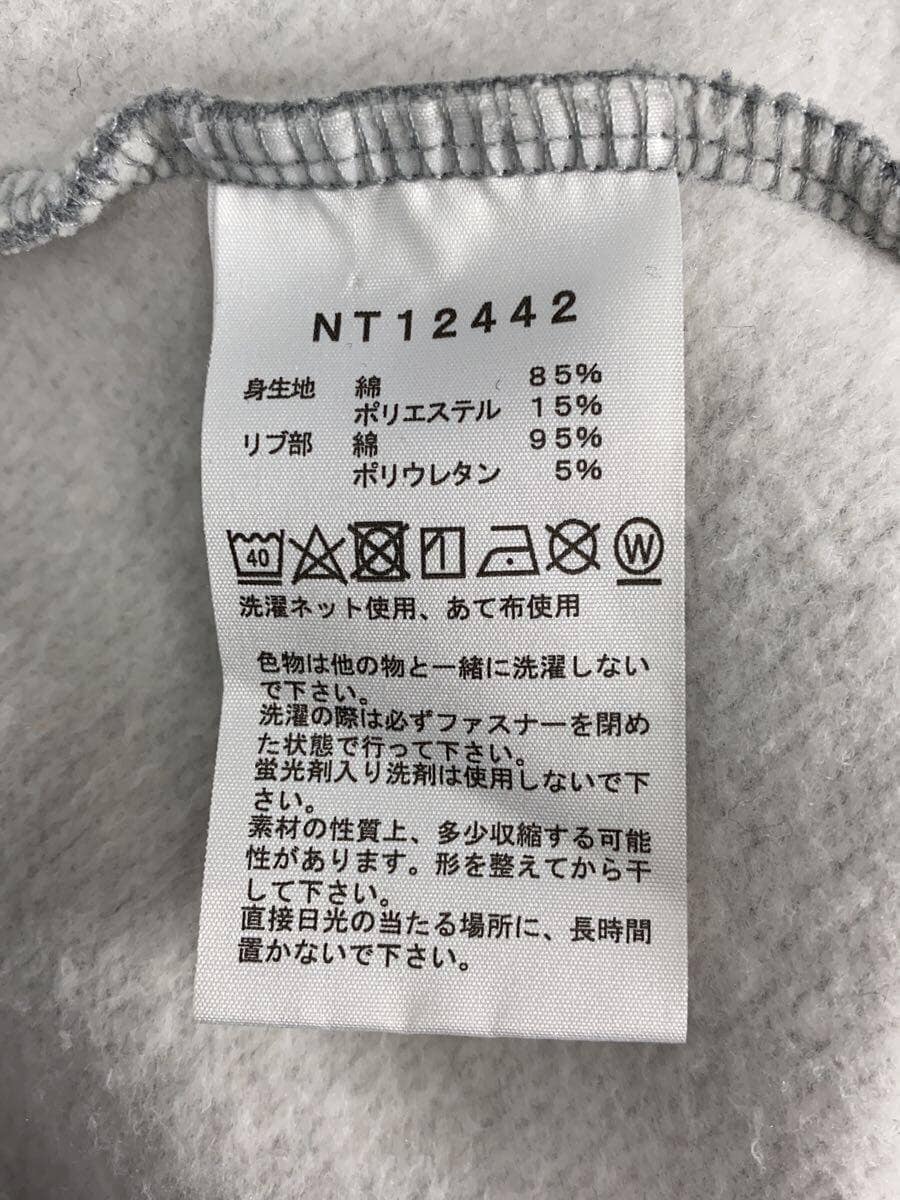 NT12442
身生地 綿 85%
ポリエステル 15%
リブ部 綿 95%
ポリウレタン 5%
40 W
洗濯ネット使用、あて布使用
色物は他の物と一緒に洗濯しない
で下さい。
洗濯の際は必ずファスナーを閉め
た状態で行って下さい。
蛍光剤入り洗剤は使用しないで下
さい。
素材の性質上、多少収縮する可能
性があります。形を整えてから干
して下さい。
直接日光の当たる場所に、長時間
置かないで下さい。